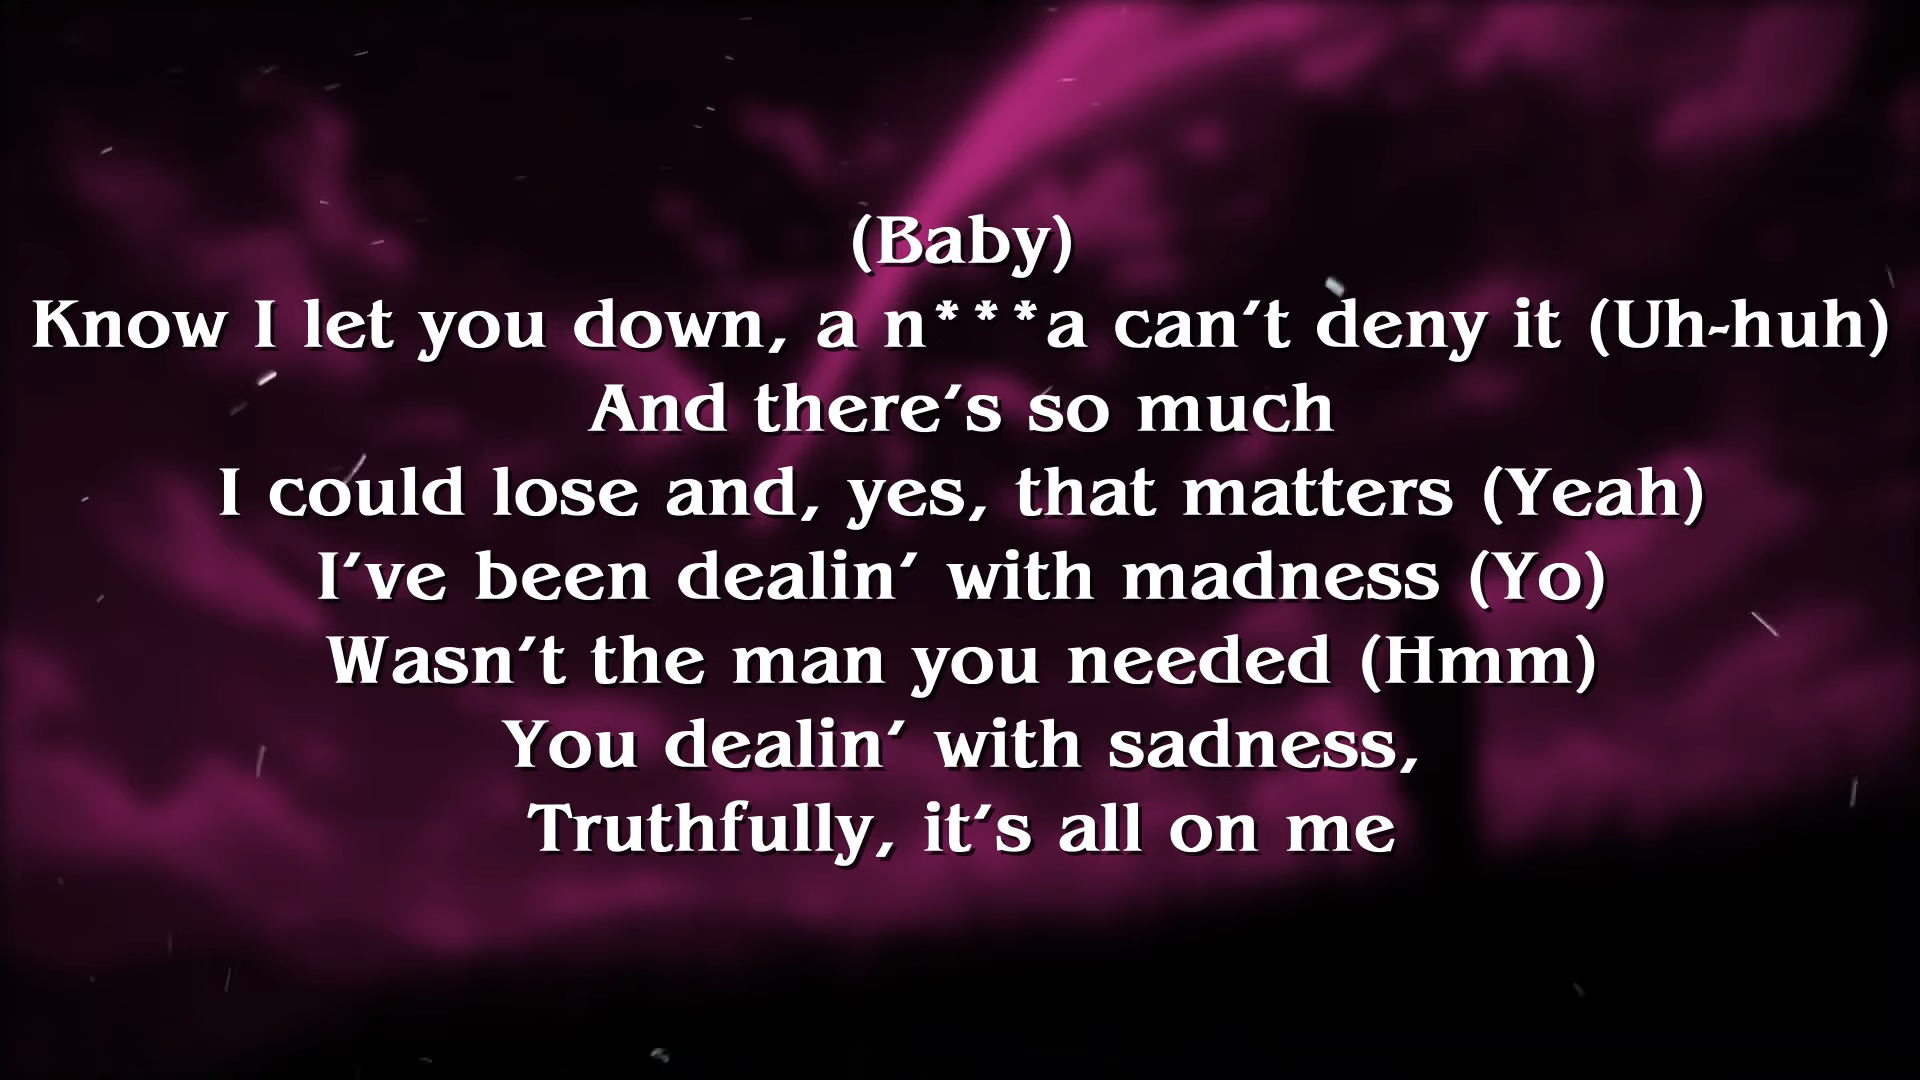 (Baby)
Know I let you down, a n***a can't deny it (Uh-huh)
And there's so much
I could lose and, yes, that matters (Yeah)
I've been dealin' with madness (Yo)
Wasn't the man you needed (Hmm)
You dealin' with sadness,
Truthfully, it's all on me